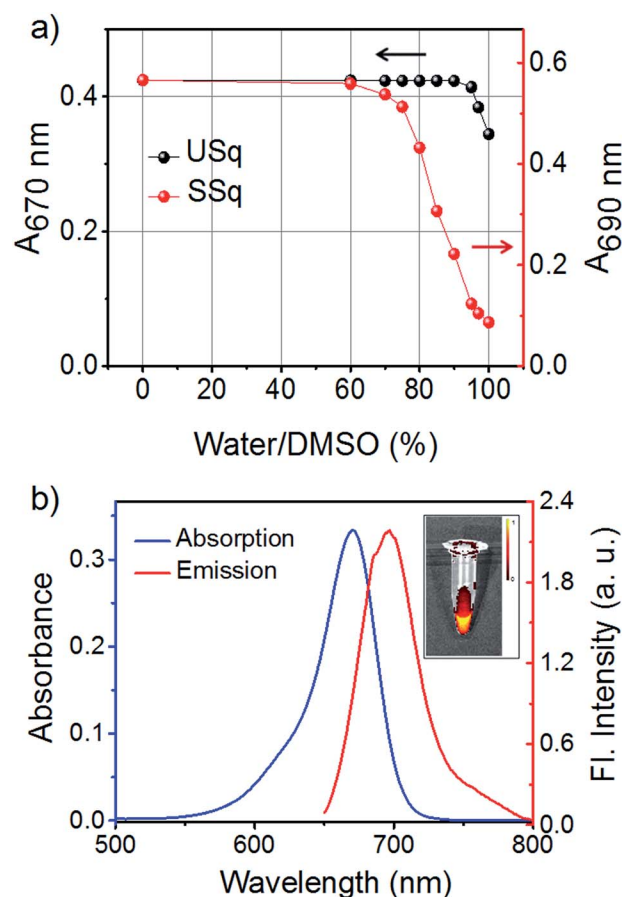 a)
0.4
0.2
0.0
A670 nm
USq
SSq
0.6
0.4
0.2
0.0
A690 nm
0 20 40 60 80 100
Water/DMSO (%)
b)
Absorption
Emission
0.3
0.2
0.1
0.0
Absorbance
1
0
2.4
1.8
1.2
0.6
0.0
Fl. Intensity (a. u.)
500 600 700 800
Wavelength (nm)